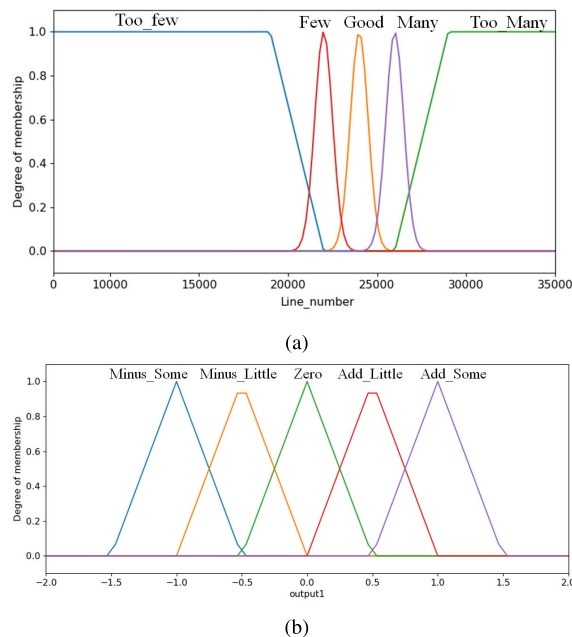 Too_few Few Good Many Too_Many
1.0
0.8
0.6
0.4
0.2
0.0
Degree of membership
0 10000 20000 25000 30000 35000
Line_number
(a)
Minus_Some Minus_Little Zero Add_Little Add_Some
1.0
0.8
0.6
0.4
0.2
0.0
Degree of membership
−2.0 −1.5 −1.0 −0.5 0.0 0.5 1.0 1.5 2.0
output1
(b)